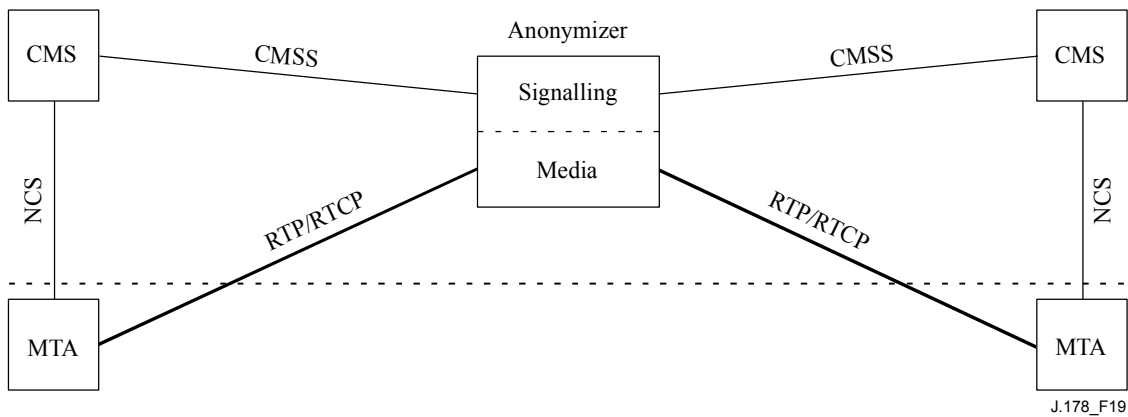 Anonymizer
CMS
CMSS
Signalling
CMSS
CMS
NCS
Media
NCS
RTP/RTCP
RTP/RTCP
MTA
MTA
J.178_F19